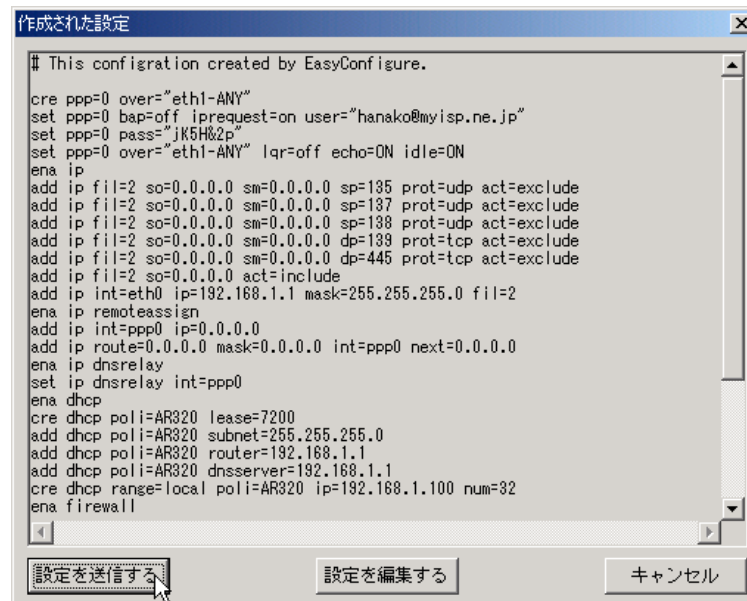 作成された設定
# This configration created by EasyConfigure.
cre ppp=0 over="eth1-ANY"
set ppp=0 bap=off iprequest=on user="hanako@myisp.ne.jp"
set ppp=0 pass="jK5H&2p"
set ppp=0 over="eth1-ANY" lqr=off echo=ON idle=ON
ena ip
add ip fil=2 so=0.0.0.0 sm=0.0.0.0 sp=135 prot=udp act=exclude
add ip fil=2 so=0.0.0.0 sm=0.0.0.0 sp=137 prot=udp act=exclude
add ip fil=2 so=0.0.0.0 sm=0.0.0.0 sp=138 prot=udp act=exclude
add ip fil=2 so=0.0.0.0 sm=0.0.0.0 dp=139 prot=tcp act=exclude
add ip fil=2 so=0.0.0.0 sm=0.0.0.0 dp=445 prot=tcp act=exclude
add ip fil=2 so=0.0.0.0 act=include
add ip int=eth0 ip=192.168.1.1 mask=255.255.255.0 fil=2
ena ip remoteassign
add ip int=ppp0 ip=0.0.0.0
add ip route=0.0.0.0 mask=0.0.0.0 int=ppp0 next=0.0.0.0
ena ip dnsrelay
set ip dnsrelay int=ppp0
ena dhcp
cre dhcp poli=AR320 lease=7200
add dhcp poli=AR320 subnet=255.255.255.0
add dhcp poli=AR320 router=192.168.1.1
add dhcp poli=AR320 dnsserver=192.168.1.1
cre dhcp range=local poli=AR320 ip=192.168.1.100 num=32
ena firewall
設定を送信する
設定を編集する
キャンセル